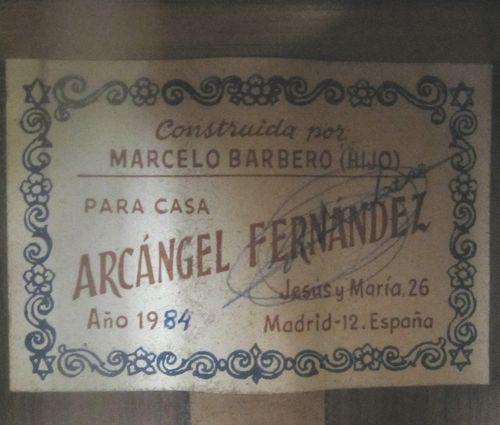 Construida por
MARCELO BARBERO (HIJO)
PARA CASA
ARCÁNGEL FERNÁNDEZ
Jesús y María, 26
Año 1984
Madrid-12. España